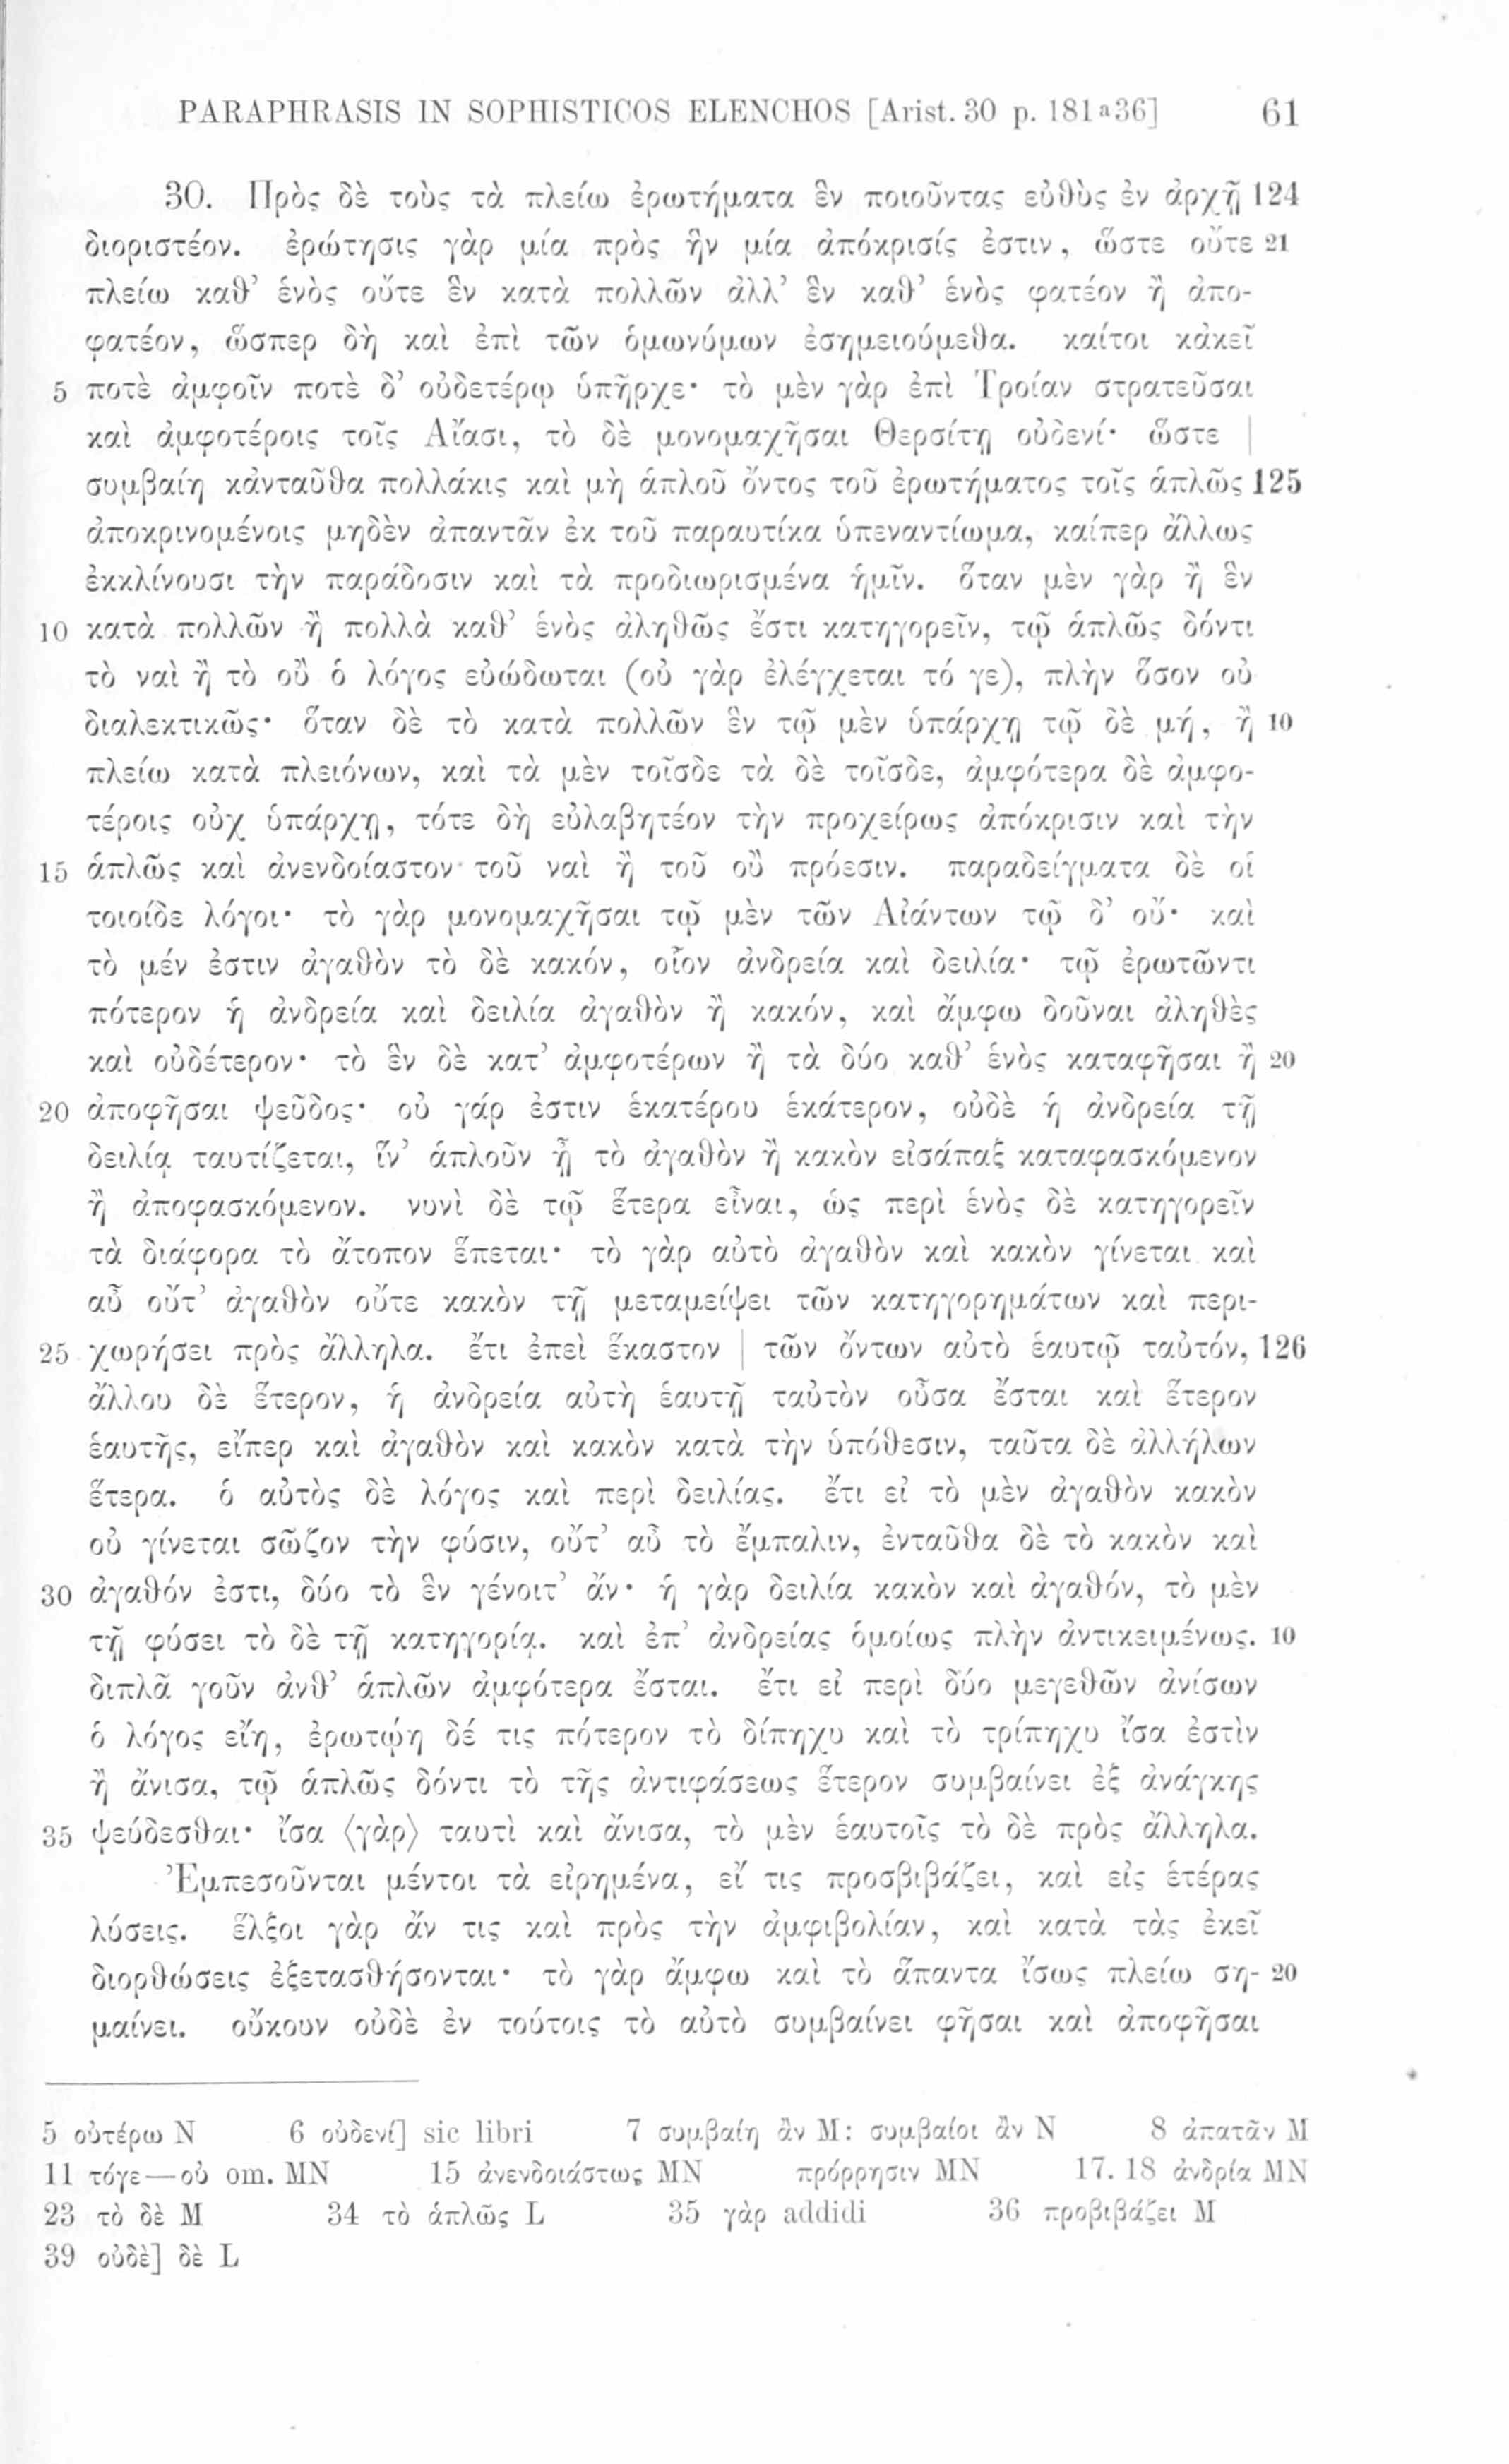 PARAPHRASIS IN SOPHISTICOS ELENCHOS [Arist. 30 p. 181ᵃ36] 61
30. Πρὸς δὲ τοὺς τὰ πλείω ἐρωτήματα ἓν ποιοῦντας εὐθὺς ἐν ἀρχῇ 124
διοριστέον. ἐρώτησις γὰρ μία πρὸς ἣν μία ἀπόκρισίς ἐστιν, ὥστε οὔτε 21
πλείω καθ’ ἑνὸς οὔτε ἓν κατὰ πολλῶν ἀλλ’ ἓν καθ’ ἑνὸς φατέον ἢ ἀπο-
φατέον, ὥσπερ δὴ καὶ ἐπὶ τῶν ὁμωνύμων ἐσημειούμεθα. καίτοι κἀκεῖ
5 ποτὲ ἀμφοῖν ποτὲ δ’ οὐδετέρῳ ὑπῆρχε· τὸ μὲν γὰρ ἐπὶ Τροίαν στρατεῦσαι
καὶ ἀμφοτέροις τοῖς Αἴασι, τὸ δὲ μονομαχῆσαι Θερσίτῃ οὐδενί· ὥστε |
συμβαίη κἀνταῦθα πολλάκις καὶ μὴ ἁπλοῦ ὄντος τοῦ ἐρωτήματος τοῖς ἁπλῶς 125
ἀποκρινομένοις μηδὲν ἀπαντᾶν ἐκ τοῦ παραυτίκα ὑπεναντίωμα, καίπερ ἄλλως
ἐκκλίνουσι τὴν παράδοσιν καὶ τὰ προδιωρισμένα ἡμῖν. ὅταν μὲν γὰρ ἢ ἓν
10 κατὰ πολλῶν ἢ πολλὰ καθ’ ἑνὸς ἀληθῶς ἔστι κατηγορεῖν, τῷ ἁπλῶς δόντι
τὸ ναὶ ἢ τὸ οὒ ὁ λόγος εὐώδωται (οὐ γὰρ ἐλέγχεται τό γε), πλὴν ὅσον οὐ
διαλεκτικῶς· ὅταν δὲ τὸ κατὰ πολλῶν ἓν τῷ μὲν ὑπάρχῃ τῷ δὲ μή, ἢ 10
πλείω κατὰ πλειόνων, καὶ τὰ μὲν τοῖσδε τὰ δὲ τοῖσδε, ἀμφότερα δὲ ἀμφο-
τέροις οὐχ ὑπάρχῃ, τότε δὴ εὐλαβητέον τὴν προχείρως ἀπόκρισιν καὶ τὴν
15 ἁπλῶς καὶ ἀνενδοίαστον τοῦ ναὶ ἢ τοῦ οὒ πρόεσιν. παραδείγματα δὲ οἱ
τοιοίδε λόγοι· τὸ γὰρ μονομαχῆσαι τῷ μὲν τῶν Αἰάντων τῷ δ’ οὔ· καὶ
τὸ μέν ἐστιν ἀγαθὸν τὸ δὲ κακόν, οἷον ἀνδρεία καὶ δειλία· τῷ ἐρωτῶντι
πότερον ἡ ἀνδρεία καὶ δειλία ἀγαθὸν ἢ κακόν, καὶ ἄμφω δοῦναι ἀληθὲς
καὶ οὐδέτερον· τὸ ἓν δὲ κατ’ ἀμφοτέρων ἢ τὰ δύο καθ’ ἑνὸς καταφῆσαι ἢ 20
20 ἀποφῆσαι ψεῦδος· οὐ γάρ ἐστιν ἑκατέρου ἑκάτερον, οὐδὲ ἡ ἀνδρεία τῇ
δειλίᾳ ταυτίζεται, ἵν’ ἁπλοῦν ᾖ τὸ ἀγαθὸν ἢ κακὸν εἰσάπαξ καταφασκόμενον
ἢ ἀποφασκόμενον. νυνὶ δὲ τῷ ἕτερα εἶναι, ὡς περὶ ἑνὸς δὲ κατηγορεῖν
τὰ διάφορα τὸ ἄτοπον ἕπεται· τὸ γὰρ αὐτὸ ἀγαθὸν καὶ κακὸν γίνεται καὶ
αὖ οὔτ’ ἀγαθὸν οὔτε κακὸν τῇ μεταμείψει τῶν κατηγορημάτων καὶ περι-
25 χωρήσει πρὸς ἄλληλα. ἔτι ἐπεὶ ἕκαστον | τῶν ὄντων αὐτὸ ἑαυτῷ ταὐτόν, 126
ἄλλου δὲ ἕτερον, ἡ ἀνδρεία αὐτὴ ἑαυτῇ ταὐτὸν οὖσα ἔσται καὶ ἕτερον
ἑαυτῆς, εἴπερ καὶ ἀγαθὸν καὶ κακὸν κατὰ τὴν ὑπόθεσιν, ταῦτα δὲ ἀλλήλων
ἕτερα. ὁ αὐτὸς δὲ λόγος καὶ περὶ δειλίας. ἔτι εἰ τὸ μὲν ἀγαθὸν κακὸν
οὐ γίνεται σῶζον τὴν φύσιν, οὔτ’ αὖ τὸ ἔμπαλιν, ἐνταῦθα δὲ τὸ κακὸν καὶ
30 ἀγαθόν ἐστι, δύο τὸ ἓν γένοιτ’ ἄν· ἡ γὰρ δειλία κακὸν καὶ ἀγαθόν, τὸ μὲν
τῇ φύσει τὸ δὲ τῇ κατηγορίᾳ. καὶ ἐπ’ ἀνδρείας ὁμοίως πλὴν ἀντικειμένως. 10
διπλᾶ γοῦν ἀνθ’ ἁπλῶν ἀμφότερα ἔσται. ἔτι εἰ περὶ δύο μεγεθῶν ἀνίσων
ὁ λόγος εἴη, ἐρωτῴη δέ τις πότερον τὸ δίπηχυ καὶ τὸ τρίπηχυ ἴσα ἐστὶν
ἢ ἄνισα, τῷ ἁπλῶς δόντι τὸ τῆς ἀντιφάσεως ἕτερον συμβαίνει ἐξ ἀνάγκης
35 ψεύδεσθαι· ἴσα ⟨γὰρ⟩ ταυτὶ καὶ ἄνισα, τὸ μὲν ἑαυτοῖς τὸ δὲ πρὸς ἄλληλα.
Ἐμπεσοῦνται μέντοι τὰ εἰρημένα, εἴ τις προσβιβάζει, καὶ εἰς ἑτέρας
λύσεις. ἕλξοι γὰρ ἄν τις καὶ πρὸς τὴν ἀμφιβολίαν, καὶ κατὰ τὰς ἐκεῖ
διορθώσεις ἐξετασθήσονται· τὸ γὰρ ἄμφω καὶ τὸ ἅπαντα ἴσως πλείω ση- 20
μαίνει. οὔκουν οὐδὲ ἐν τούτοις τὸ αὐτὸ συμβαίνει φῆσαι καὶ ἀποφῆσαι
5 οὐτέρω N 6 οὐδενί] sic libri 7 συμβαίη ἂν M: συμβαίοι ἂν N 8 ἀπατᾶν M
11 τόγε—οὐ om. MN 15 ἀνενδοιάστως MN πρόρρησιν MN 17. 18 ἀνδρία MN
23 τὸ δὲ M 34 τὸ ἁπλῶς L 35 γὰρ addidi 36 προβιβάζει M
39 οὐδὲ] δὲ L